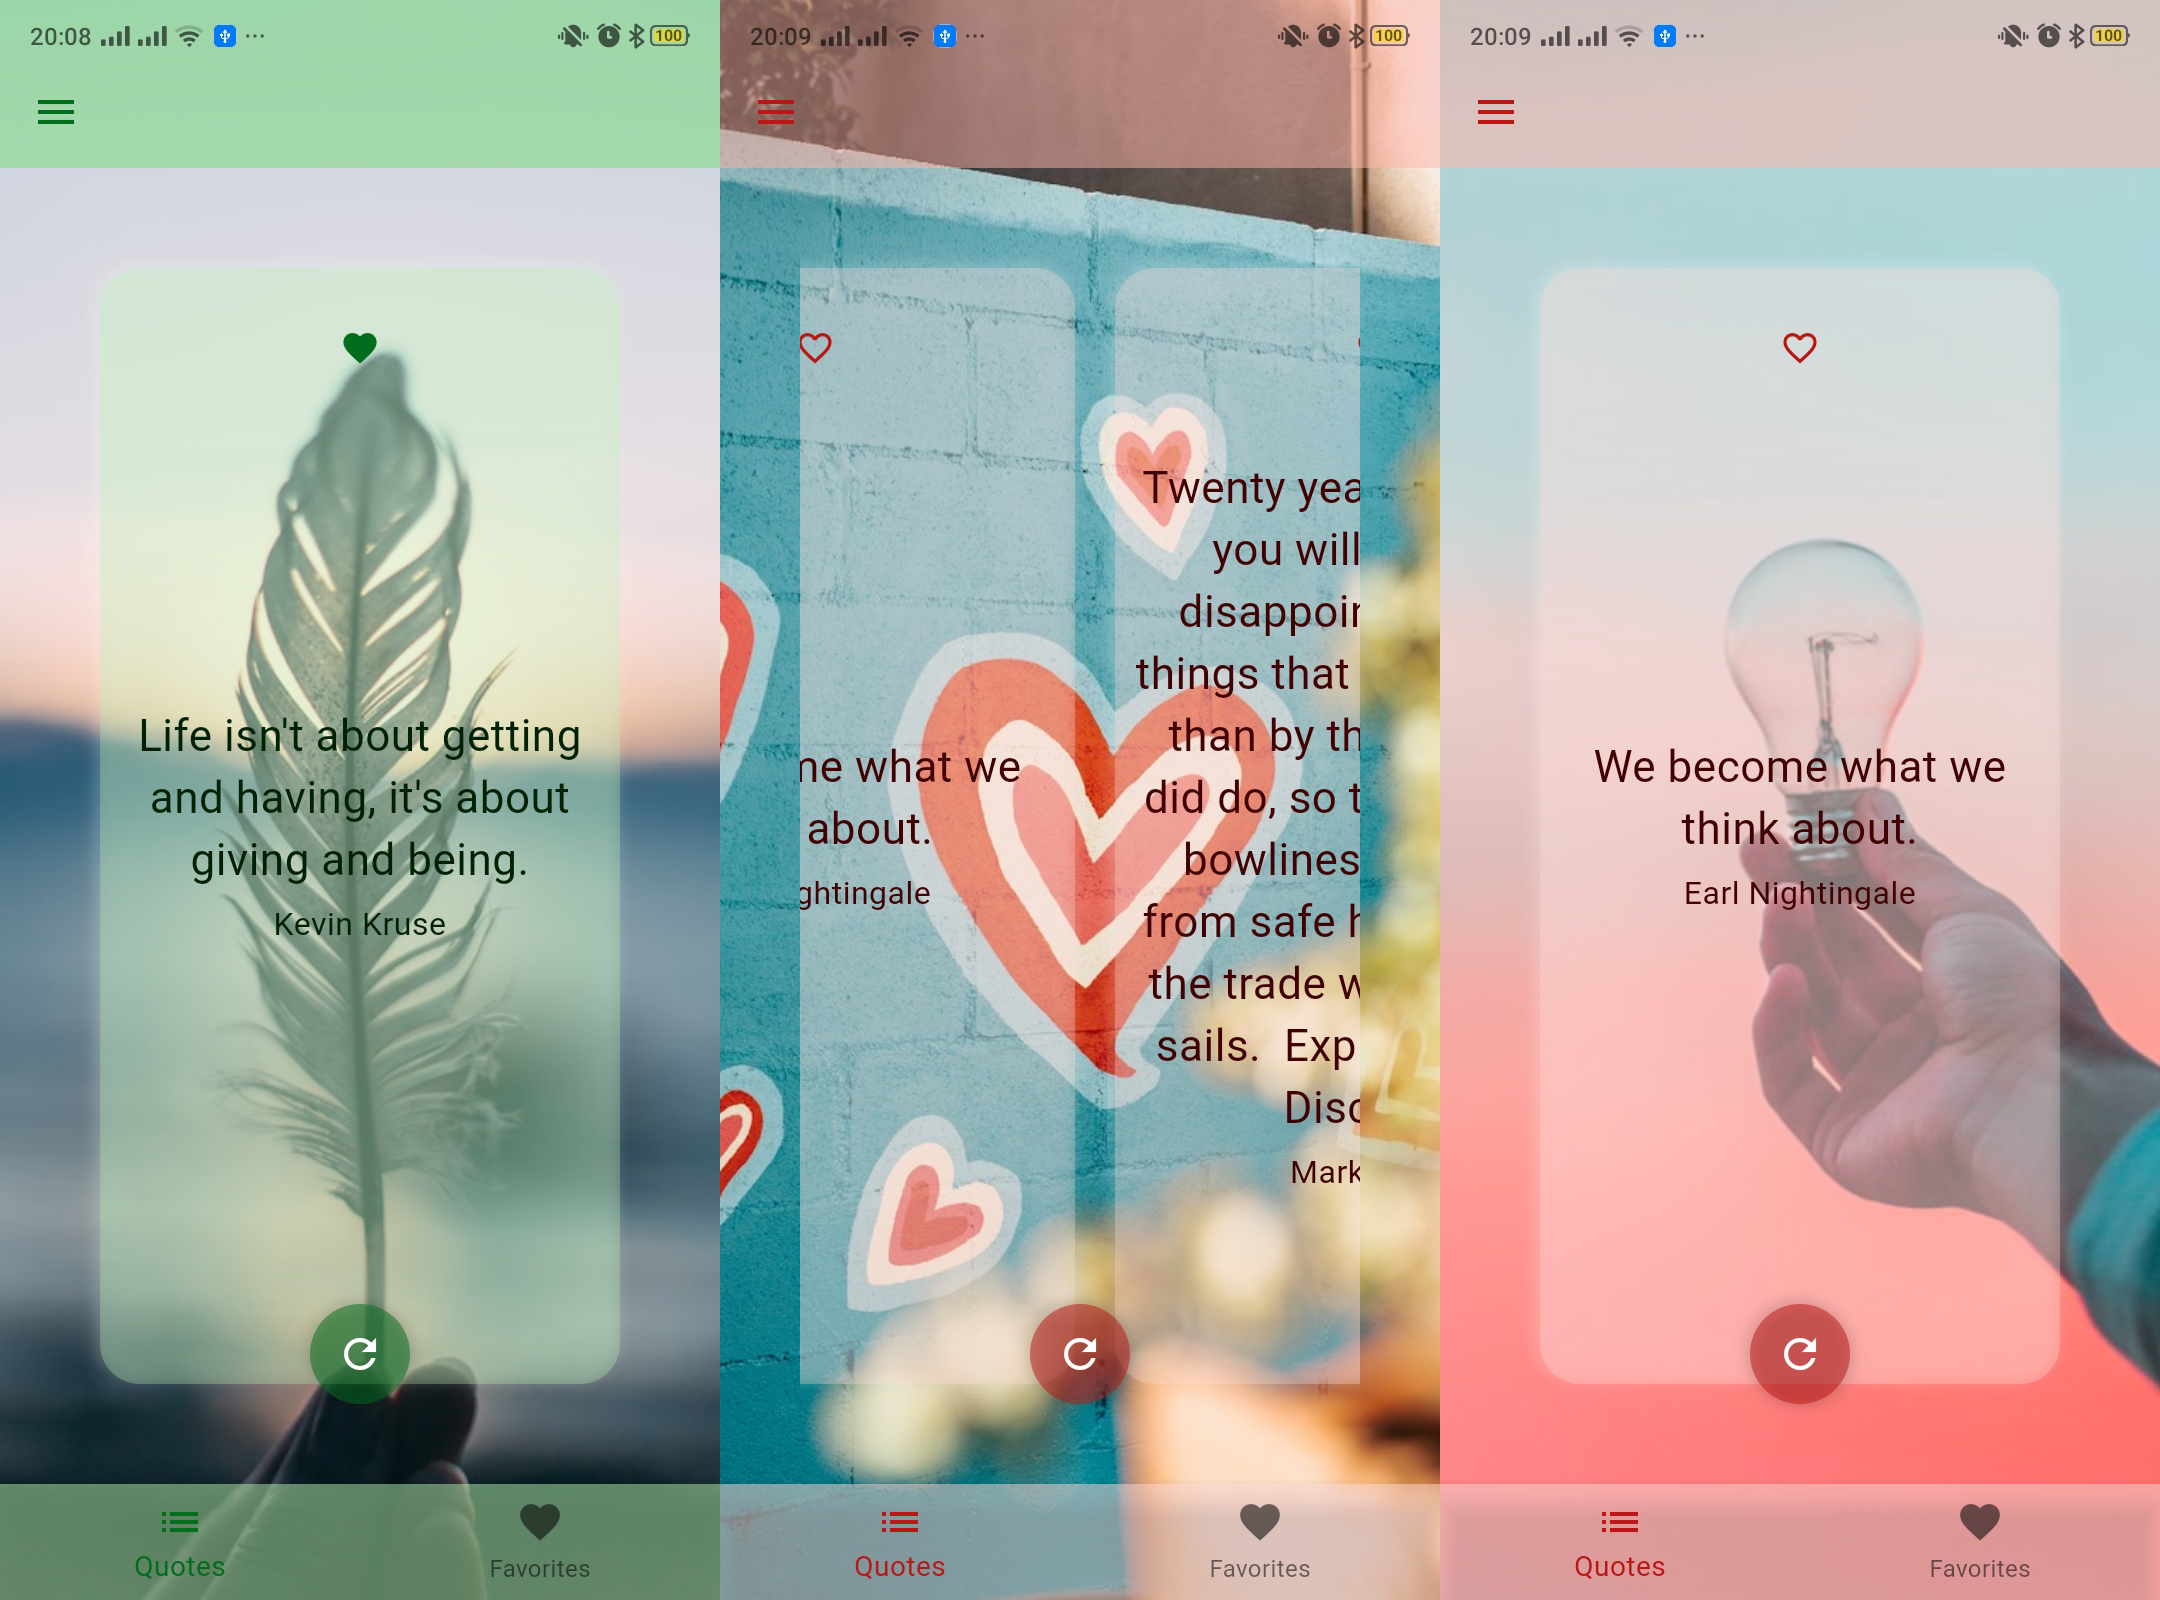 20:08
100
Life isn't about getting
and having, it's about
giving and being.
Kevin Kruse
Quotes
Favorites
20:09
100
me what we
about.
ghtingale
Twenty yea
you will
disappoin
things that
than by th
did do, so t
bowlines
from safe h
the trade w
sails.  Exp
Disc
Mark
Quotes
Favorites
20:09
100
We become what we
think about.
Earl Nightingale
Quotes
Favorites